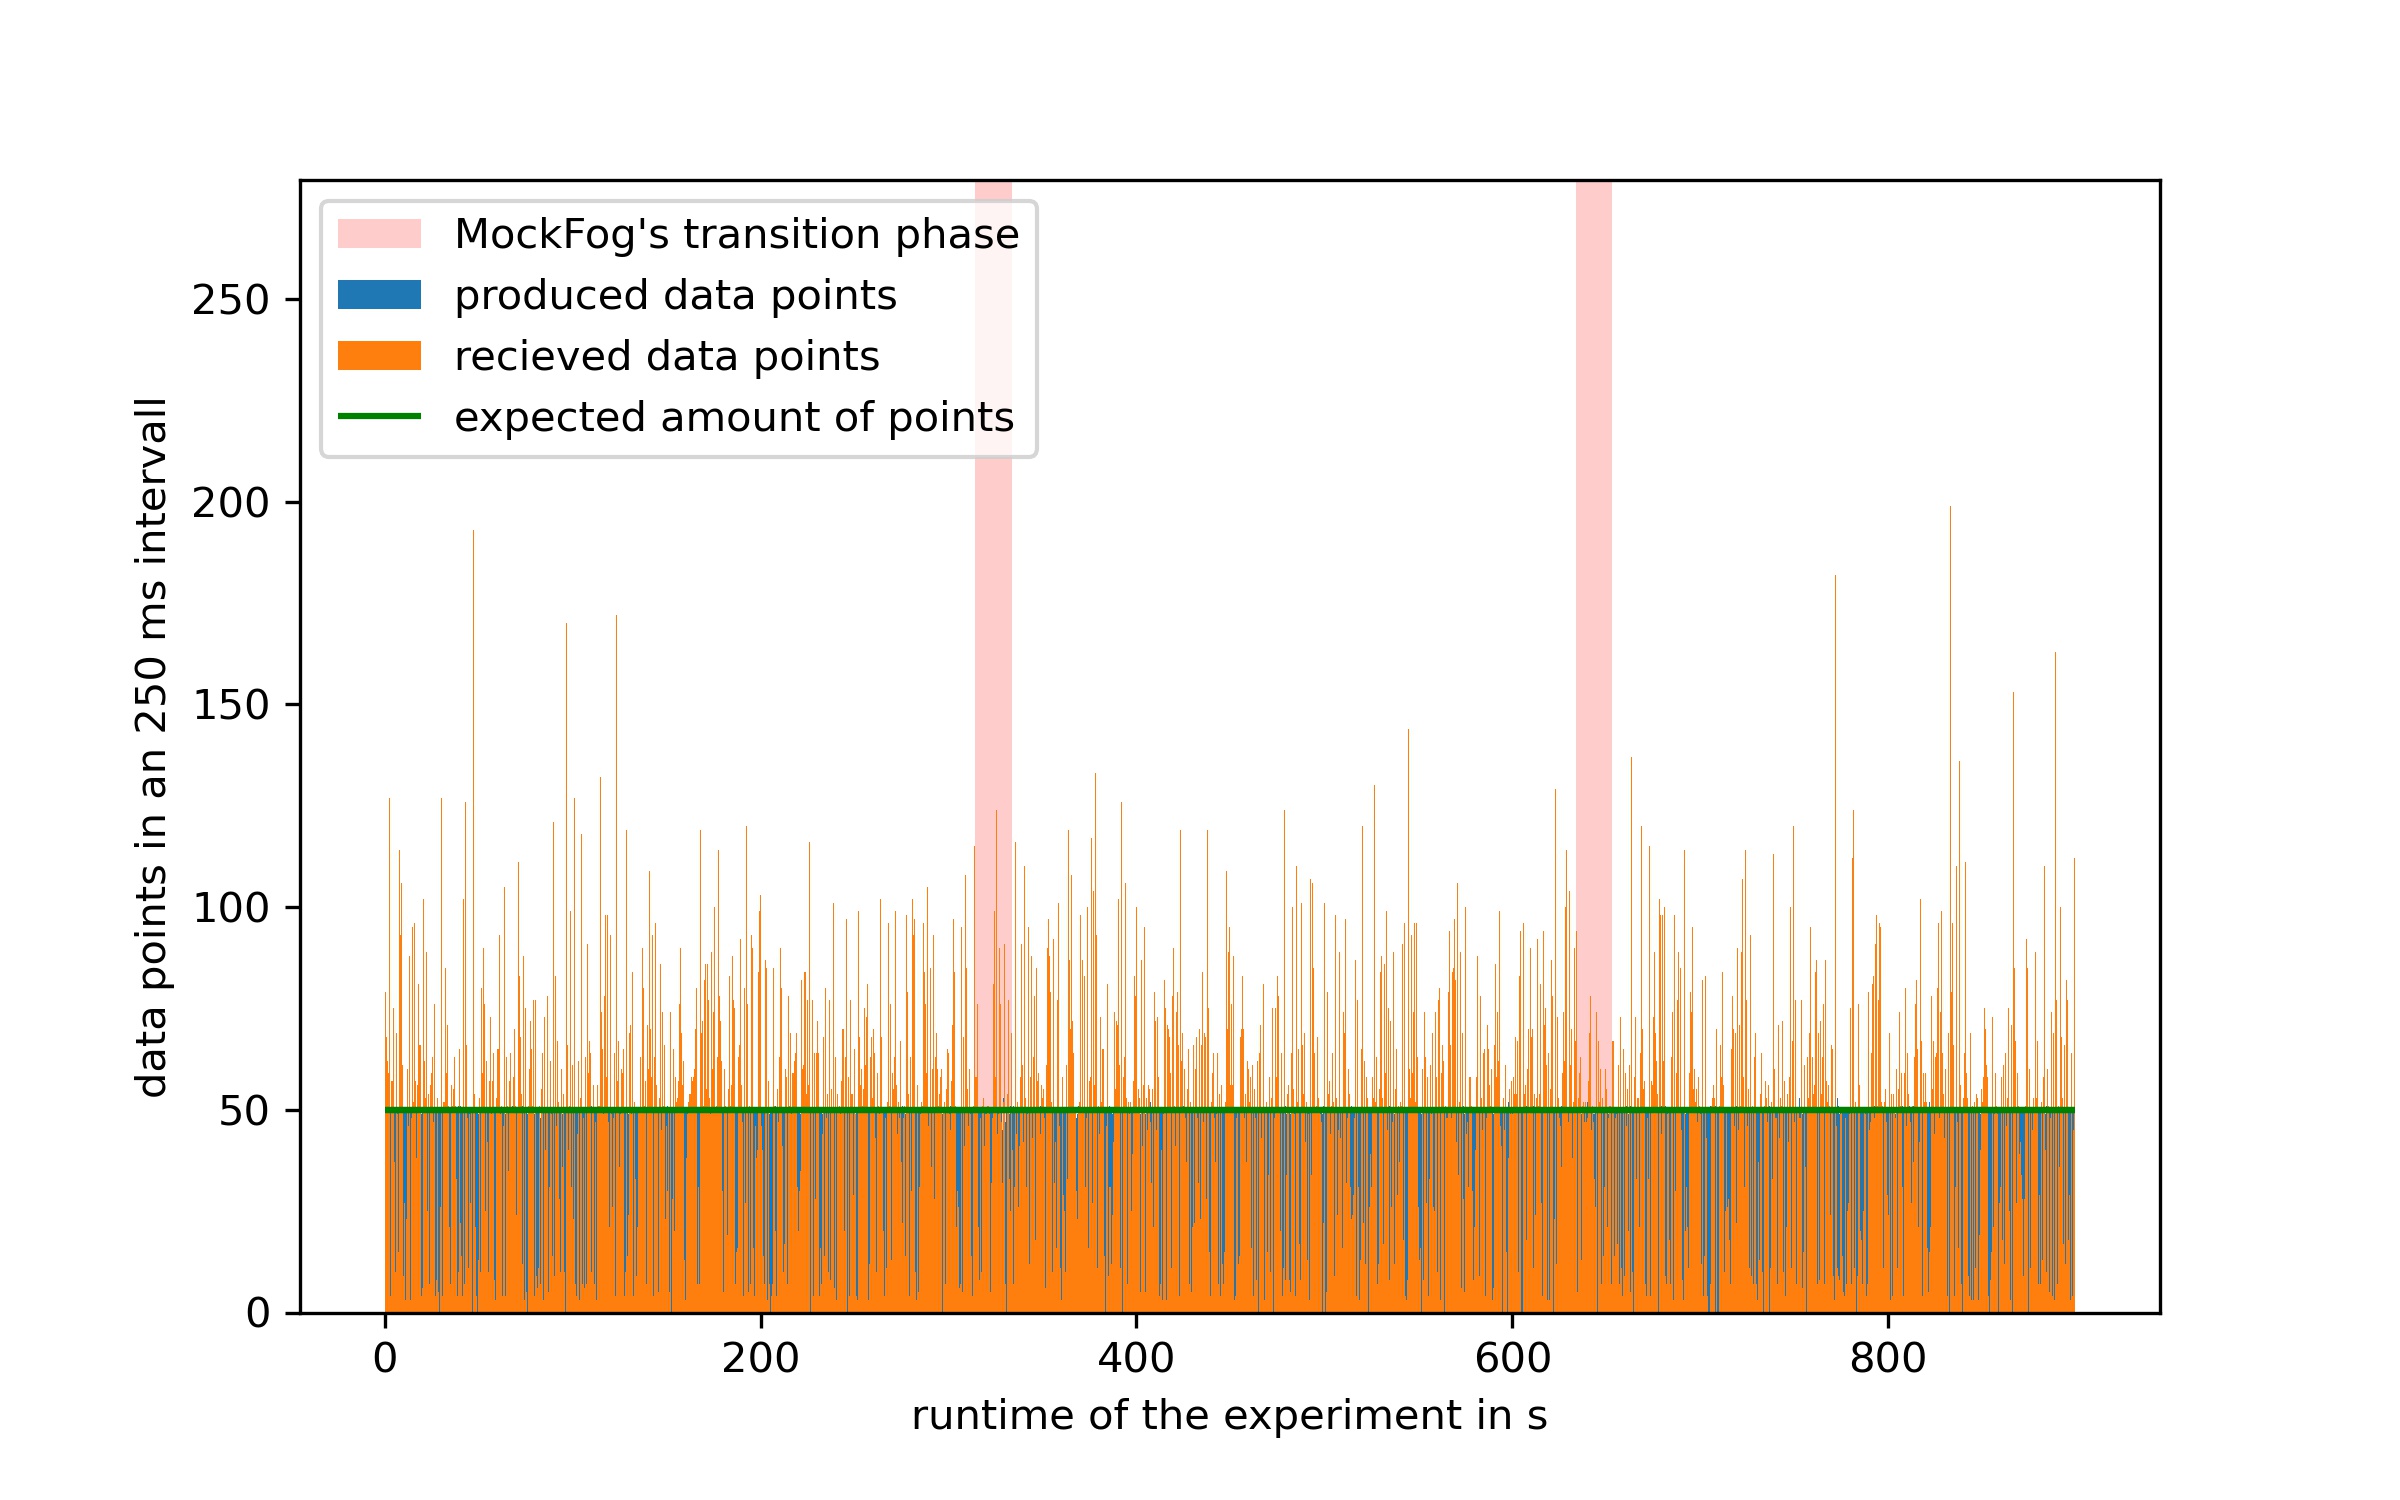 MockFog's transition phase
produced data points
recieved data points
expected amount of points
data points in an 250 ms intervall
250
200
150
100
50
0
0 200 400 600 800
runtime of the experiment in s